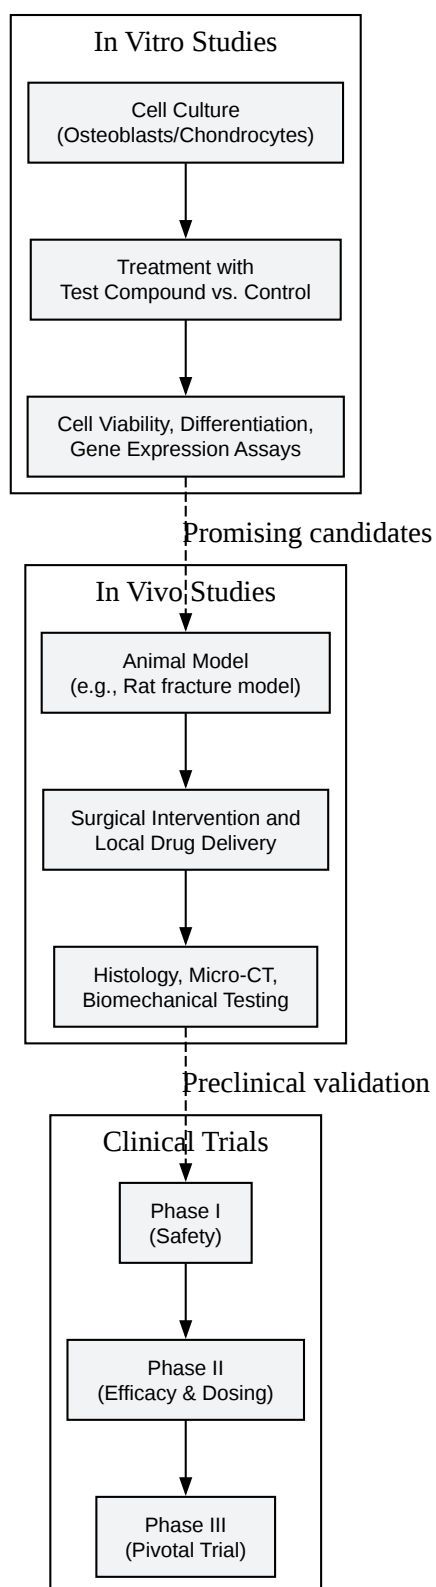 In Vitro Studies
Cell Culture
(Osteoblasts/Chondrocytes)
Treatment with
Test Compound vs. Control
Cell Viability, Differentiation,
Gene Expression Assays
Promising candidates
In Vivo Studies
Animal Model
(e.g., Rat fracture model)
Surgical Intervention and
Local Drug Delivery
Histology, Micro-CT,
Biomechanical Testing
Preclinical validation
Clinical Trials
Phase I
(Safety)
Phase II
(Efficacy & Dosing)
Phase III
(Pivotal Trial)